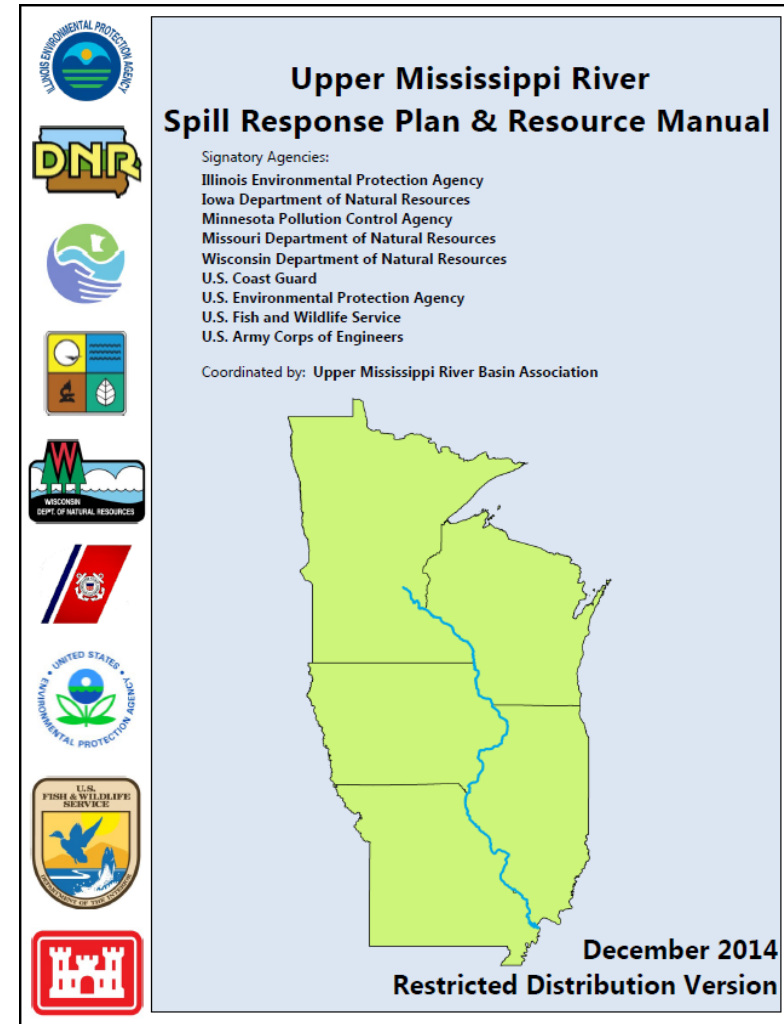 ILLINOIS ENVIRONMENTAL PROTECTION AGENCY
DNR
WISCONSIN
DEPT. OF NATURAL RESOURCES
UNITED STATES
ENVIRONMENTAL PROTECTION AGENCY
U.S.
FISH & WILDLIFE
SERVICE
DEPARTMENT OF THE INTERIOR
Upper Mississippi River
Spill Response Plan & Resource Manual
Signatory Agencies:
Illinois Environmental Protection Agency
Iowa Department of Natural Resources
Minnesota Pollution Control Agency
Missouri Department of Natural Resources
Wisconsin Department of Natural Resources
U.S. Coast Guard
U.S. Environmental Protection Agency
U.S. Fish and Wildlife Service
U.S. Army Corps of Engineers
Coordinated by: Upper Mississippi River Basin Association
December 2014
Restricted Distribution Version